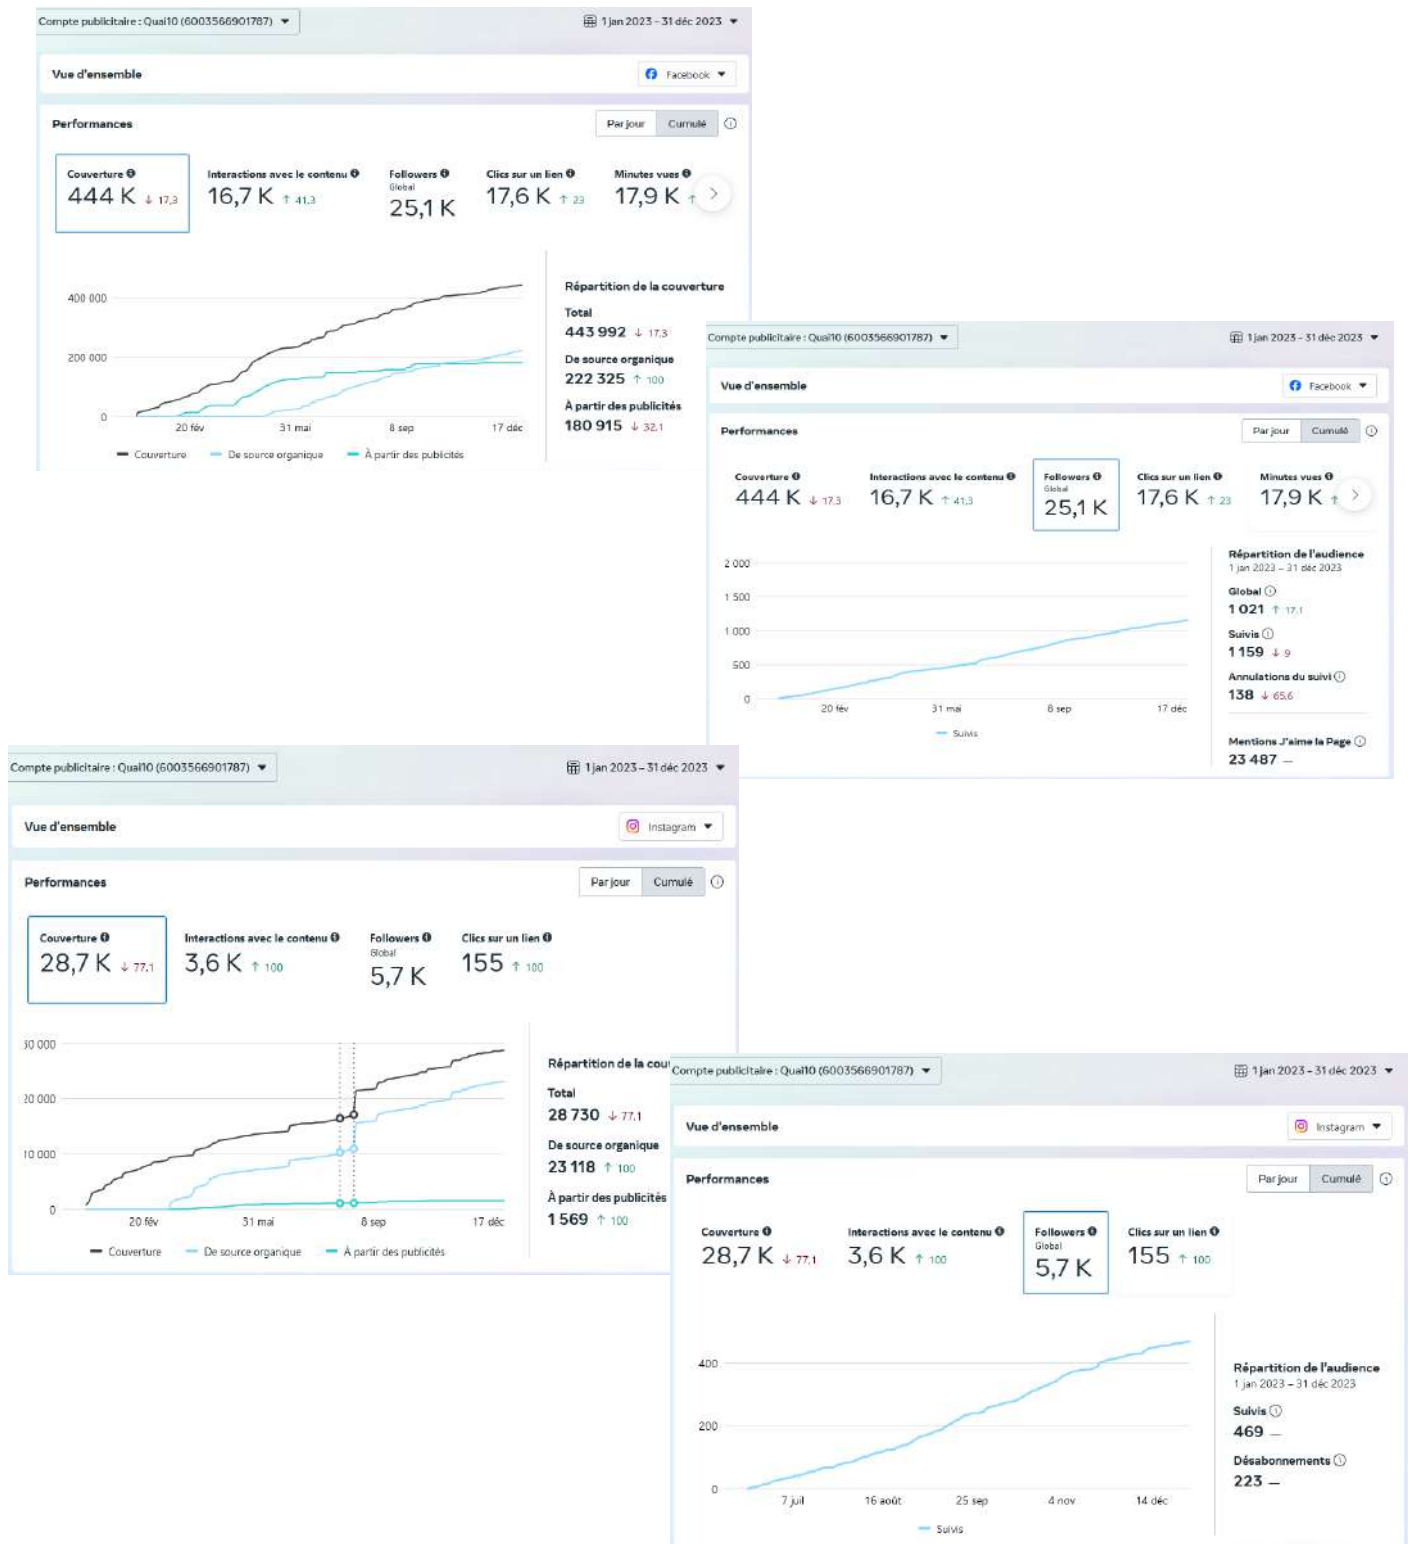 Compte publicitaire : Quai10 (6003566901787)
1 jan 2023 – 31 déc 2023
Vue d'ensemble
Facebook
Performances
Par jour
Cumulé
Couverture
444 K ↓ 17,3
Interactions avec le contenu
16,7 K ↑ 41,3
Followers
Global
25,1 K
Clics sur un lien
17,6 K ↑ 23
Minutes vues
17,9 K ↑
400 000
200 000
0
20 fév
31 mai
8 sep
17 déc
Couverture
De source organique
À partir des publicités
Répartition de la couverture
Total
443 992 ↓ 17,3
De source organique
222 325 ↑ 100
À partir des publicités
180 915 ↓ 32,1
Compte publicitaire : Quai10 (6003566901787)
1 jan 2023 – 31 déc 2023
Vue d'ensemble
Facebook
Performances
Par jour
Cumulé
Couverture
444 K ↓ 17,3
Interactions avec le contenu
16,7 K ↑ 41,3
Followers
Global
25,1 K
Clics sur un lien
17,6 K ↑ 23
Minutes vues
17,9 K ↑
2 000
1 500
1 000
500
0
20 fév
31 mai
8 sep
17 déc
Suivis
Répartition de l'audience
1 jan 2023 – 31 déc 2023
Global
1 021 ↑ 17,1
Suivis
1 159 ↓ 9
Annulations du suivi
138 ↓ 65,6
Mentions J'aime la Page
23 487 —
Compte publicitaire : Quai10 (6003566901787)
1 jan 2023 – 31 déc 2023
Vue d'ensemble
Instagram
Performances
Par jour
Cumulé
Couverture
28,7 K ↓ 77,1
Interactions avec le contenu
3,6 K ↑ 100
Followers
Global
5,7 K
Clics sur un lien
155 ↑ 100
30 000
20 000
10 000
0
20 fév
31 mai
8 sep
17 déc
Couverture
De source organique
À partir des publicités
Répartition de la cou
Total
28 730 ↓ 77,1
De source organique
23 118 ↑ 100
À partir des publicités
1 569 ↑ 100
Compte publicitaire : Quai10 (6003566901787)
1 jan 2023 – 31 déc 2023
Vue d'ensemble
Instagram
Performances
Par jour
Cumulé
Couverture
28,7 K ↓ 77,1
Interactions avec le contenu
3,6 K ↑ 100
Followers
Global
5,7 K
Clics sur un lien
155 ↑ 100
400
200
0
7 juil
16 août
25 sep
4 nov
14 déc
Suivis
Répartition de l'audience
1 jan 2023 – 31 déc 2023
Suivis
469 —
Désabonnements
223 —